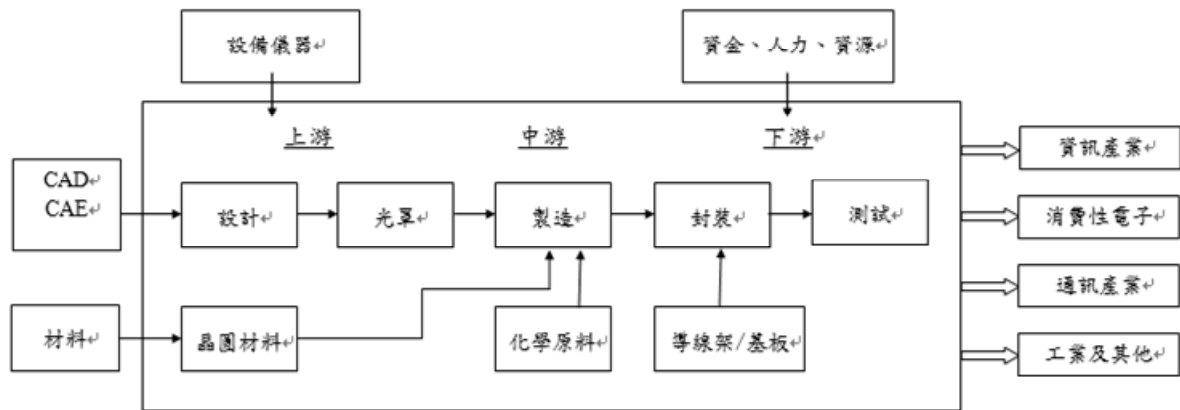 設備儀器
資金、人力、資源
上游
中游
下游
CAD
CAE
設計
光罩
製造
封裝
測試
材料
晶圓材料
化學原料
導線架/基板
資訊產業
消費性電子
通訊產業
工業及其他